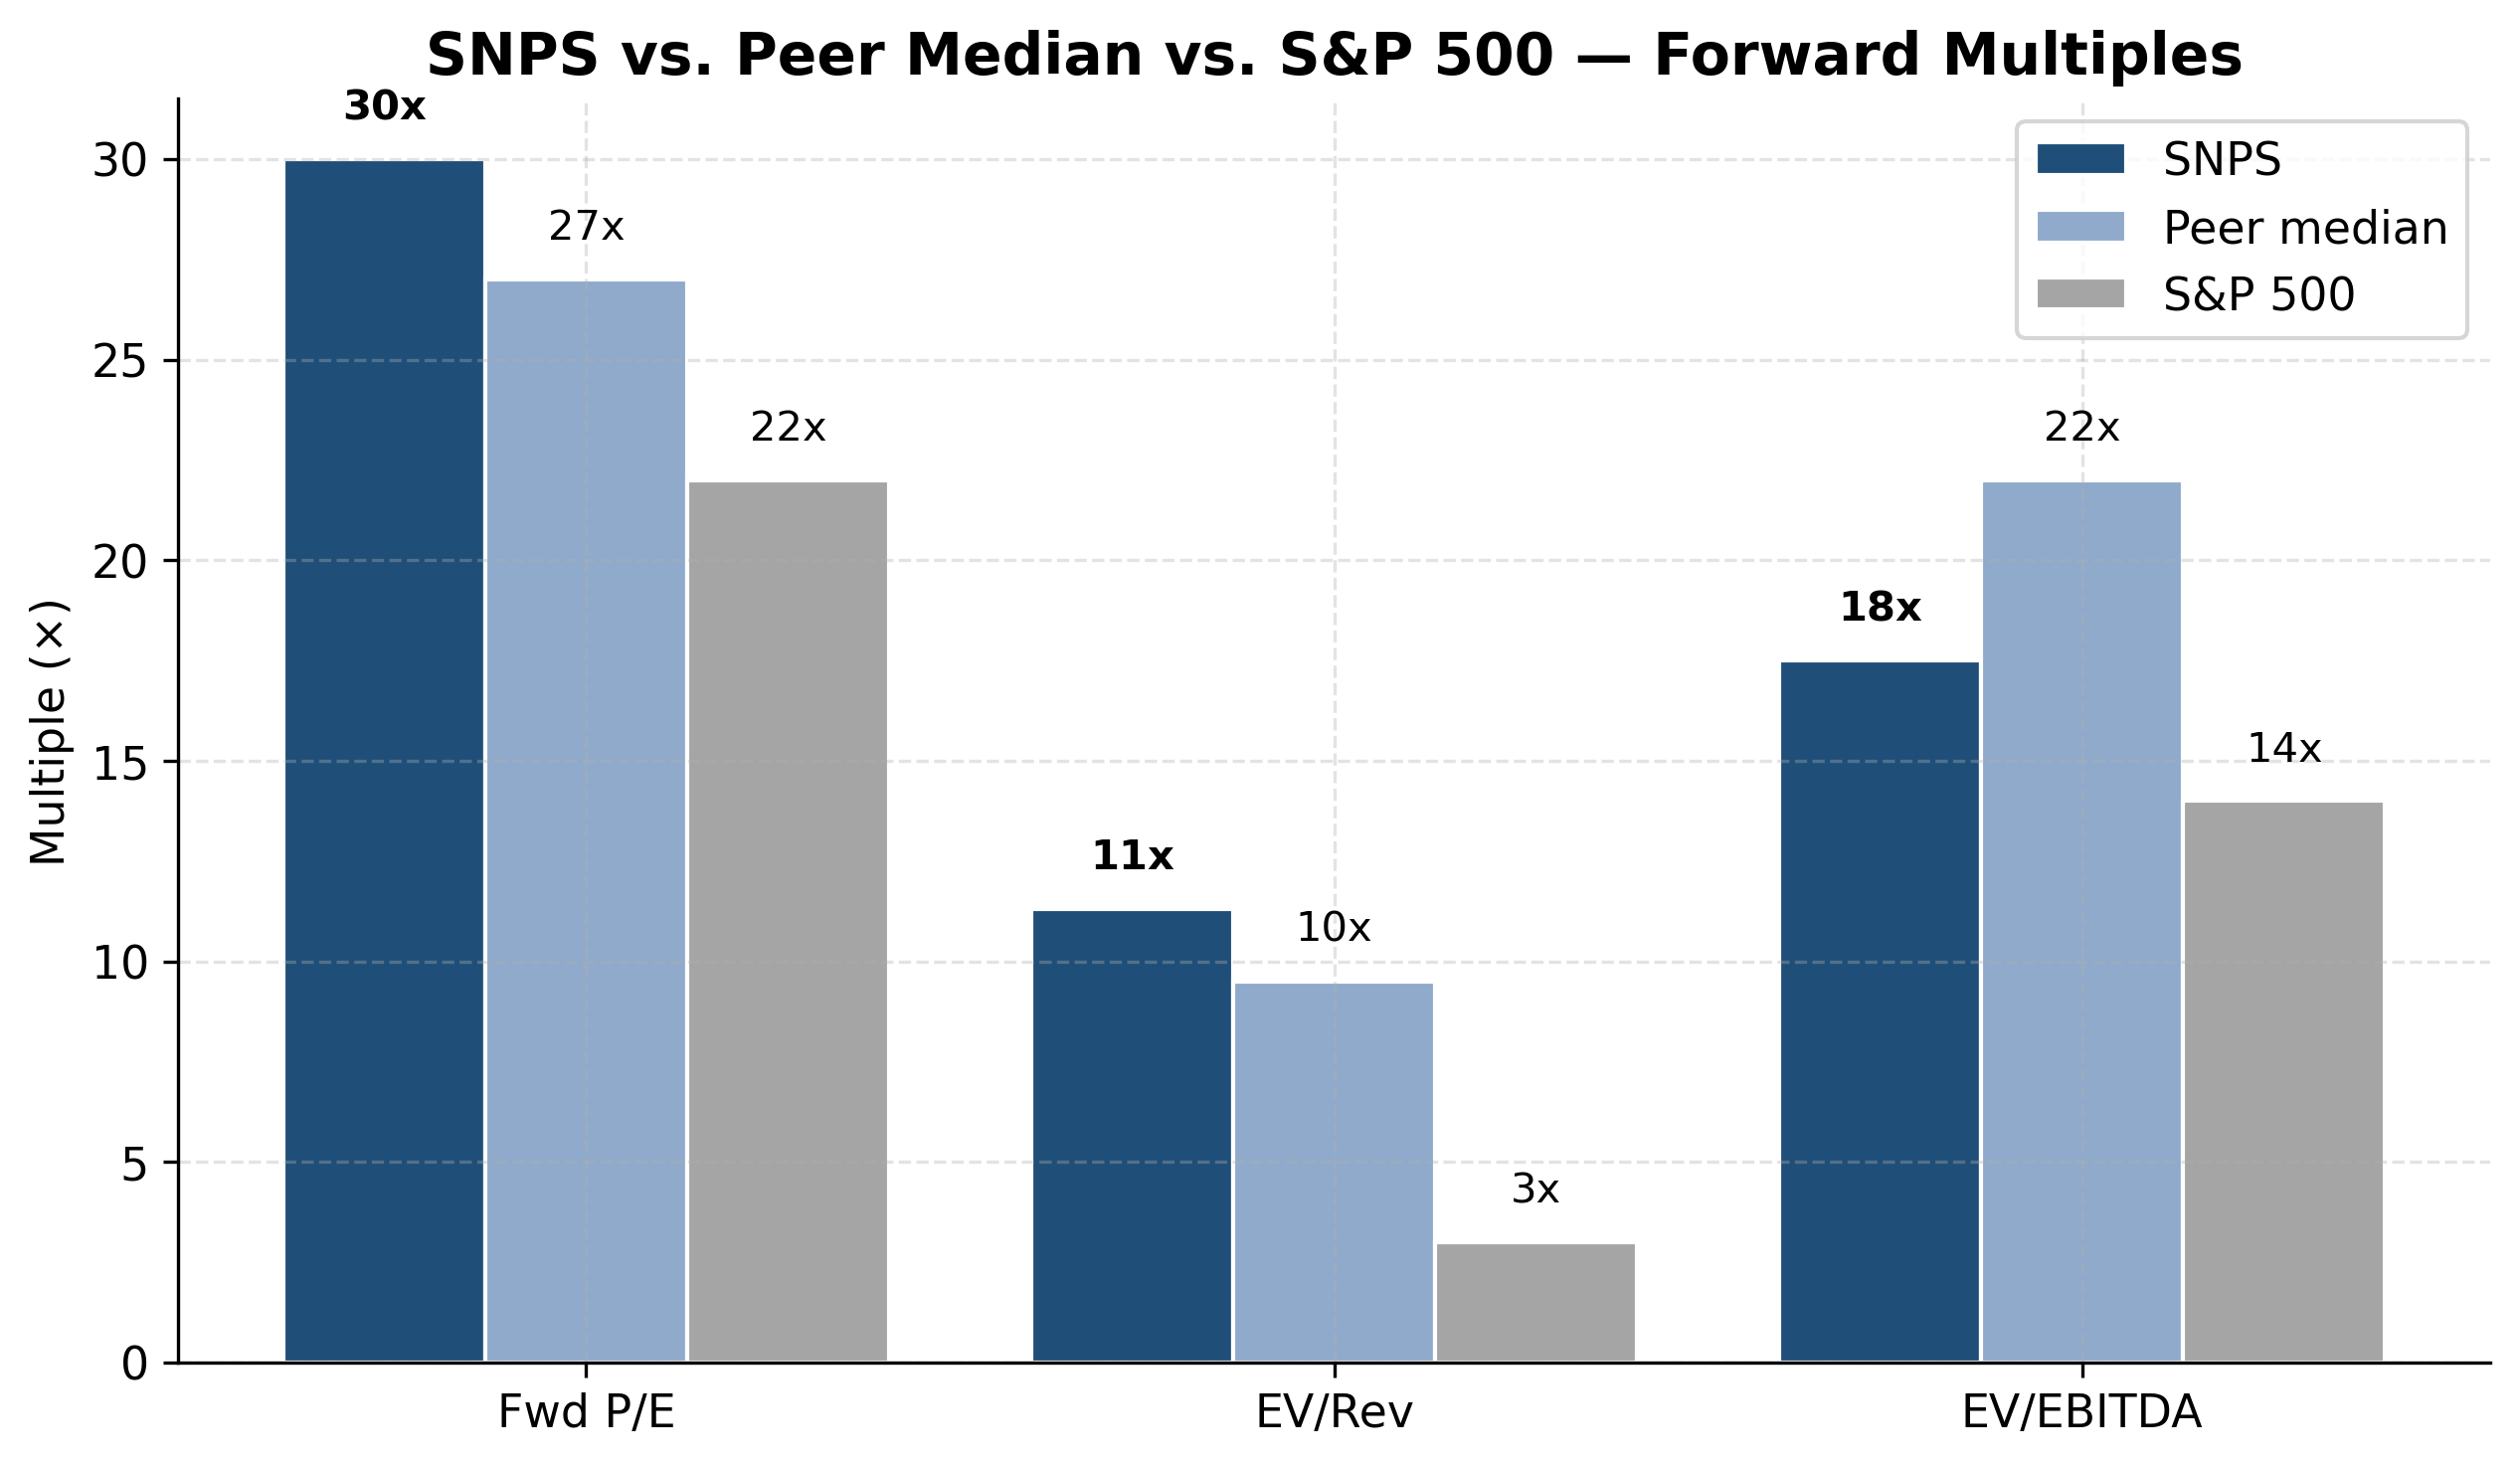 SNPS vs. Peer Median vs. S&P 500 — Forward Multiples
30x
27x
22x
11x
10x
3x
18x
22x
14x
SNPS
Peer median
S&P 500
Multiple (×)
30
25
20
15
10
5
0
Fwd P/E
EV/Rev
EV/EBITDA